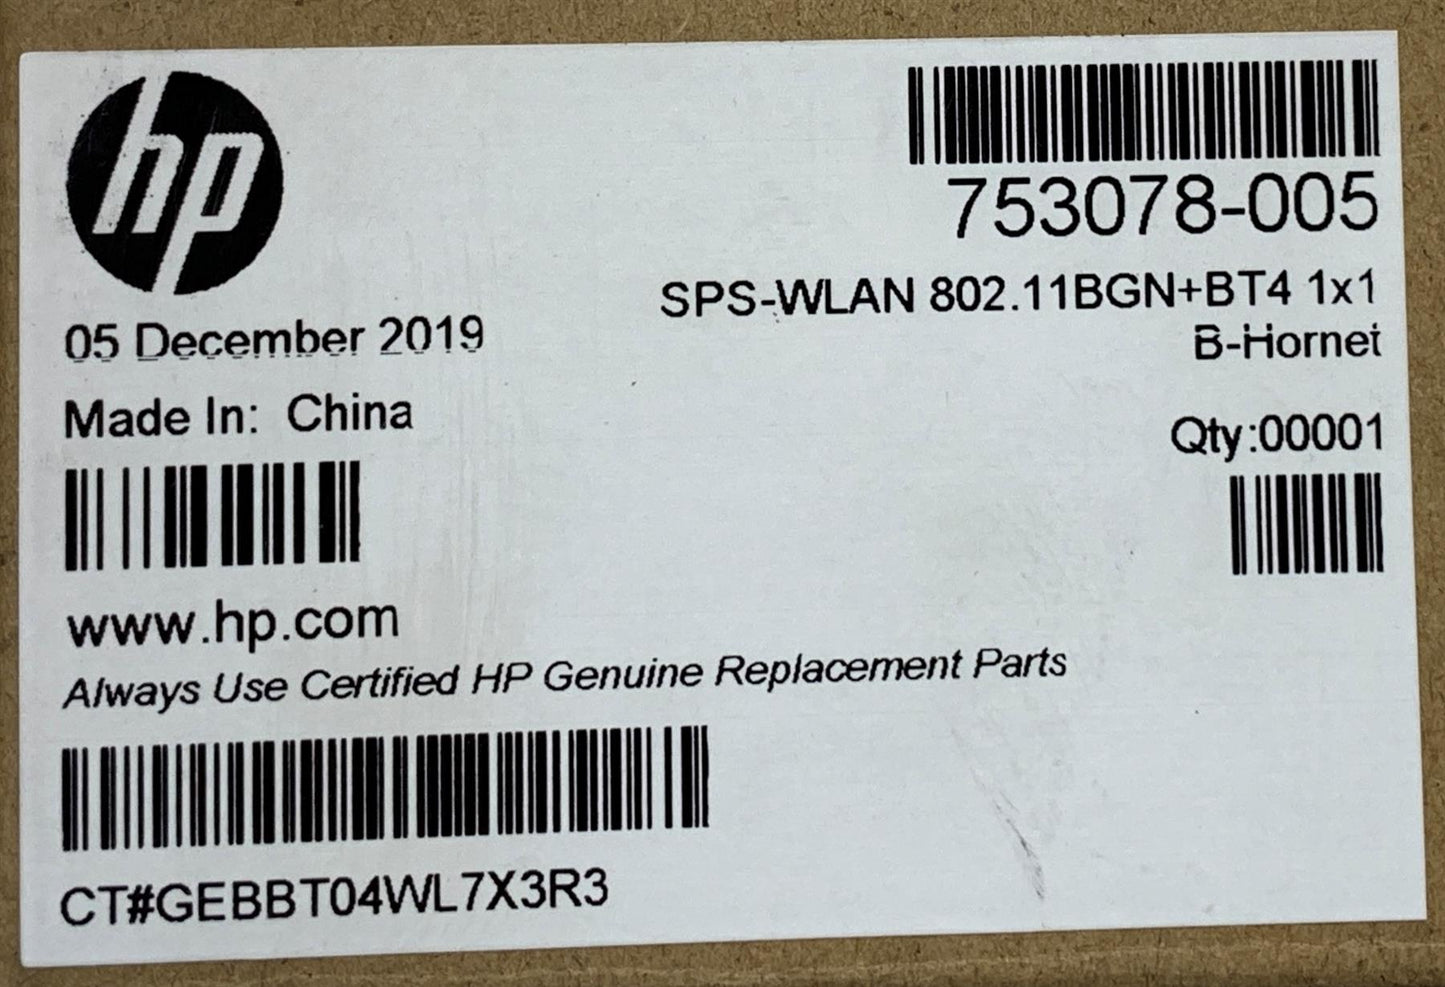 hp
753078-005
SPS-WLAN 802.11BGN+BT4 1x1
B-Hornet
05 December 2019
Made In: China
Qty:00001
www.hp.com
Always Use Certified HP Genuine Replacement Parts
CT#GEBBT04WL7X3R3